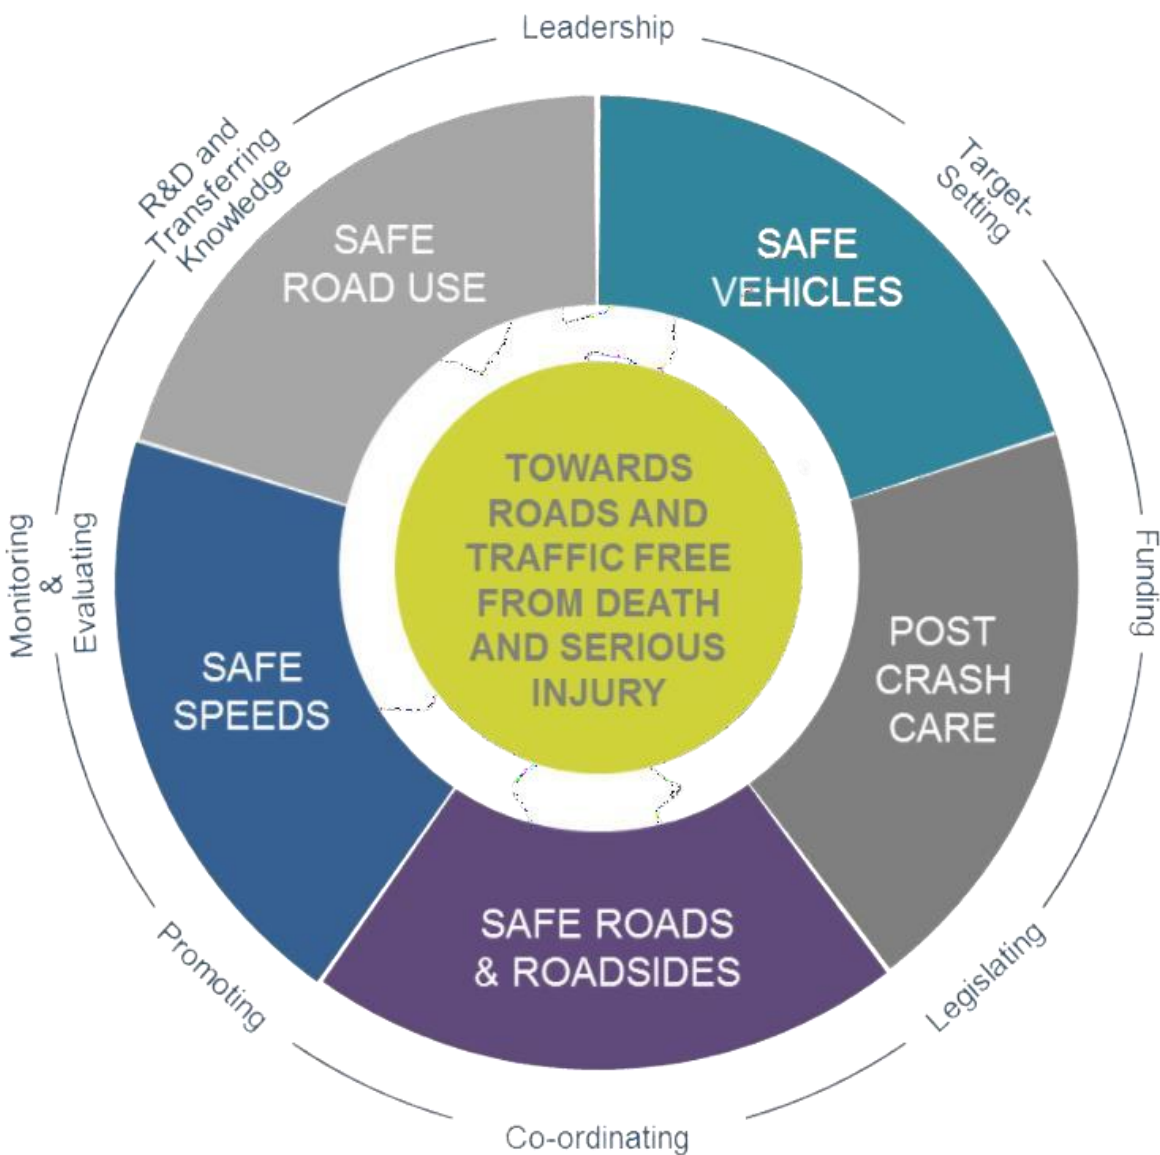 Leadership
Target-
Setting
Funding
Legislating
Co-ordinating
Promoting
Monitoring
&
Evaluating
R&D and
Transferring
Knowledge
SAFE
VEHICLES
POST
CRASH
CARE
SAFE ROADS
& ROADSIDES
SAFE
SPEEDS
SAFE
ROAD USE
TOWARDS
ROADS AND
TRAFFIC FREE
FROM DEATH
AND SERIOUS
INJURY